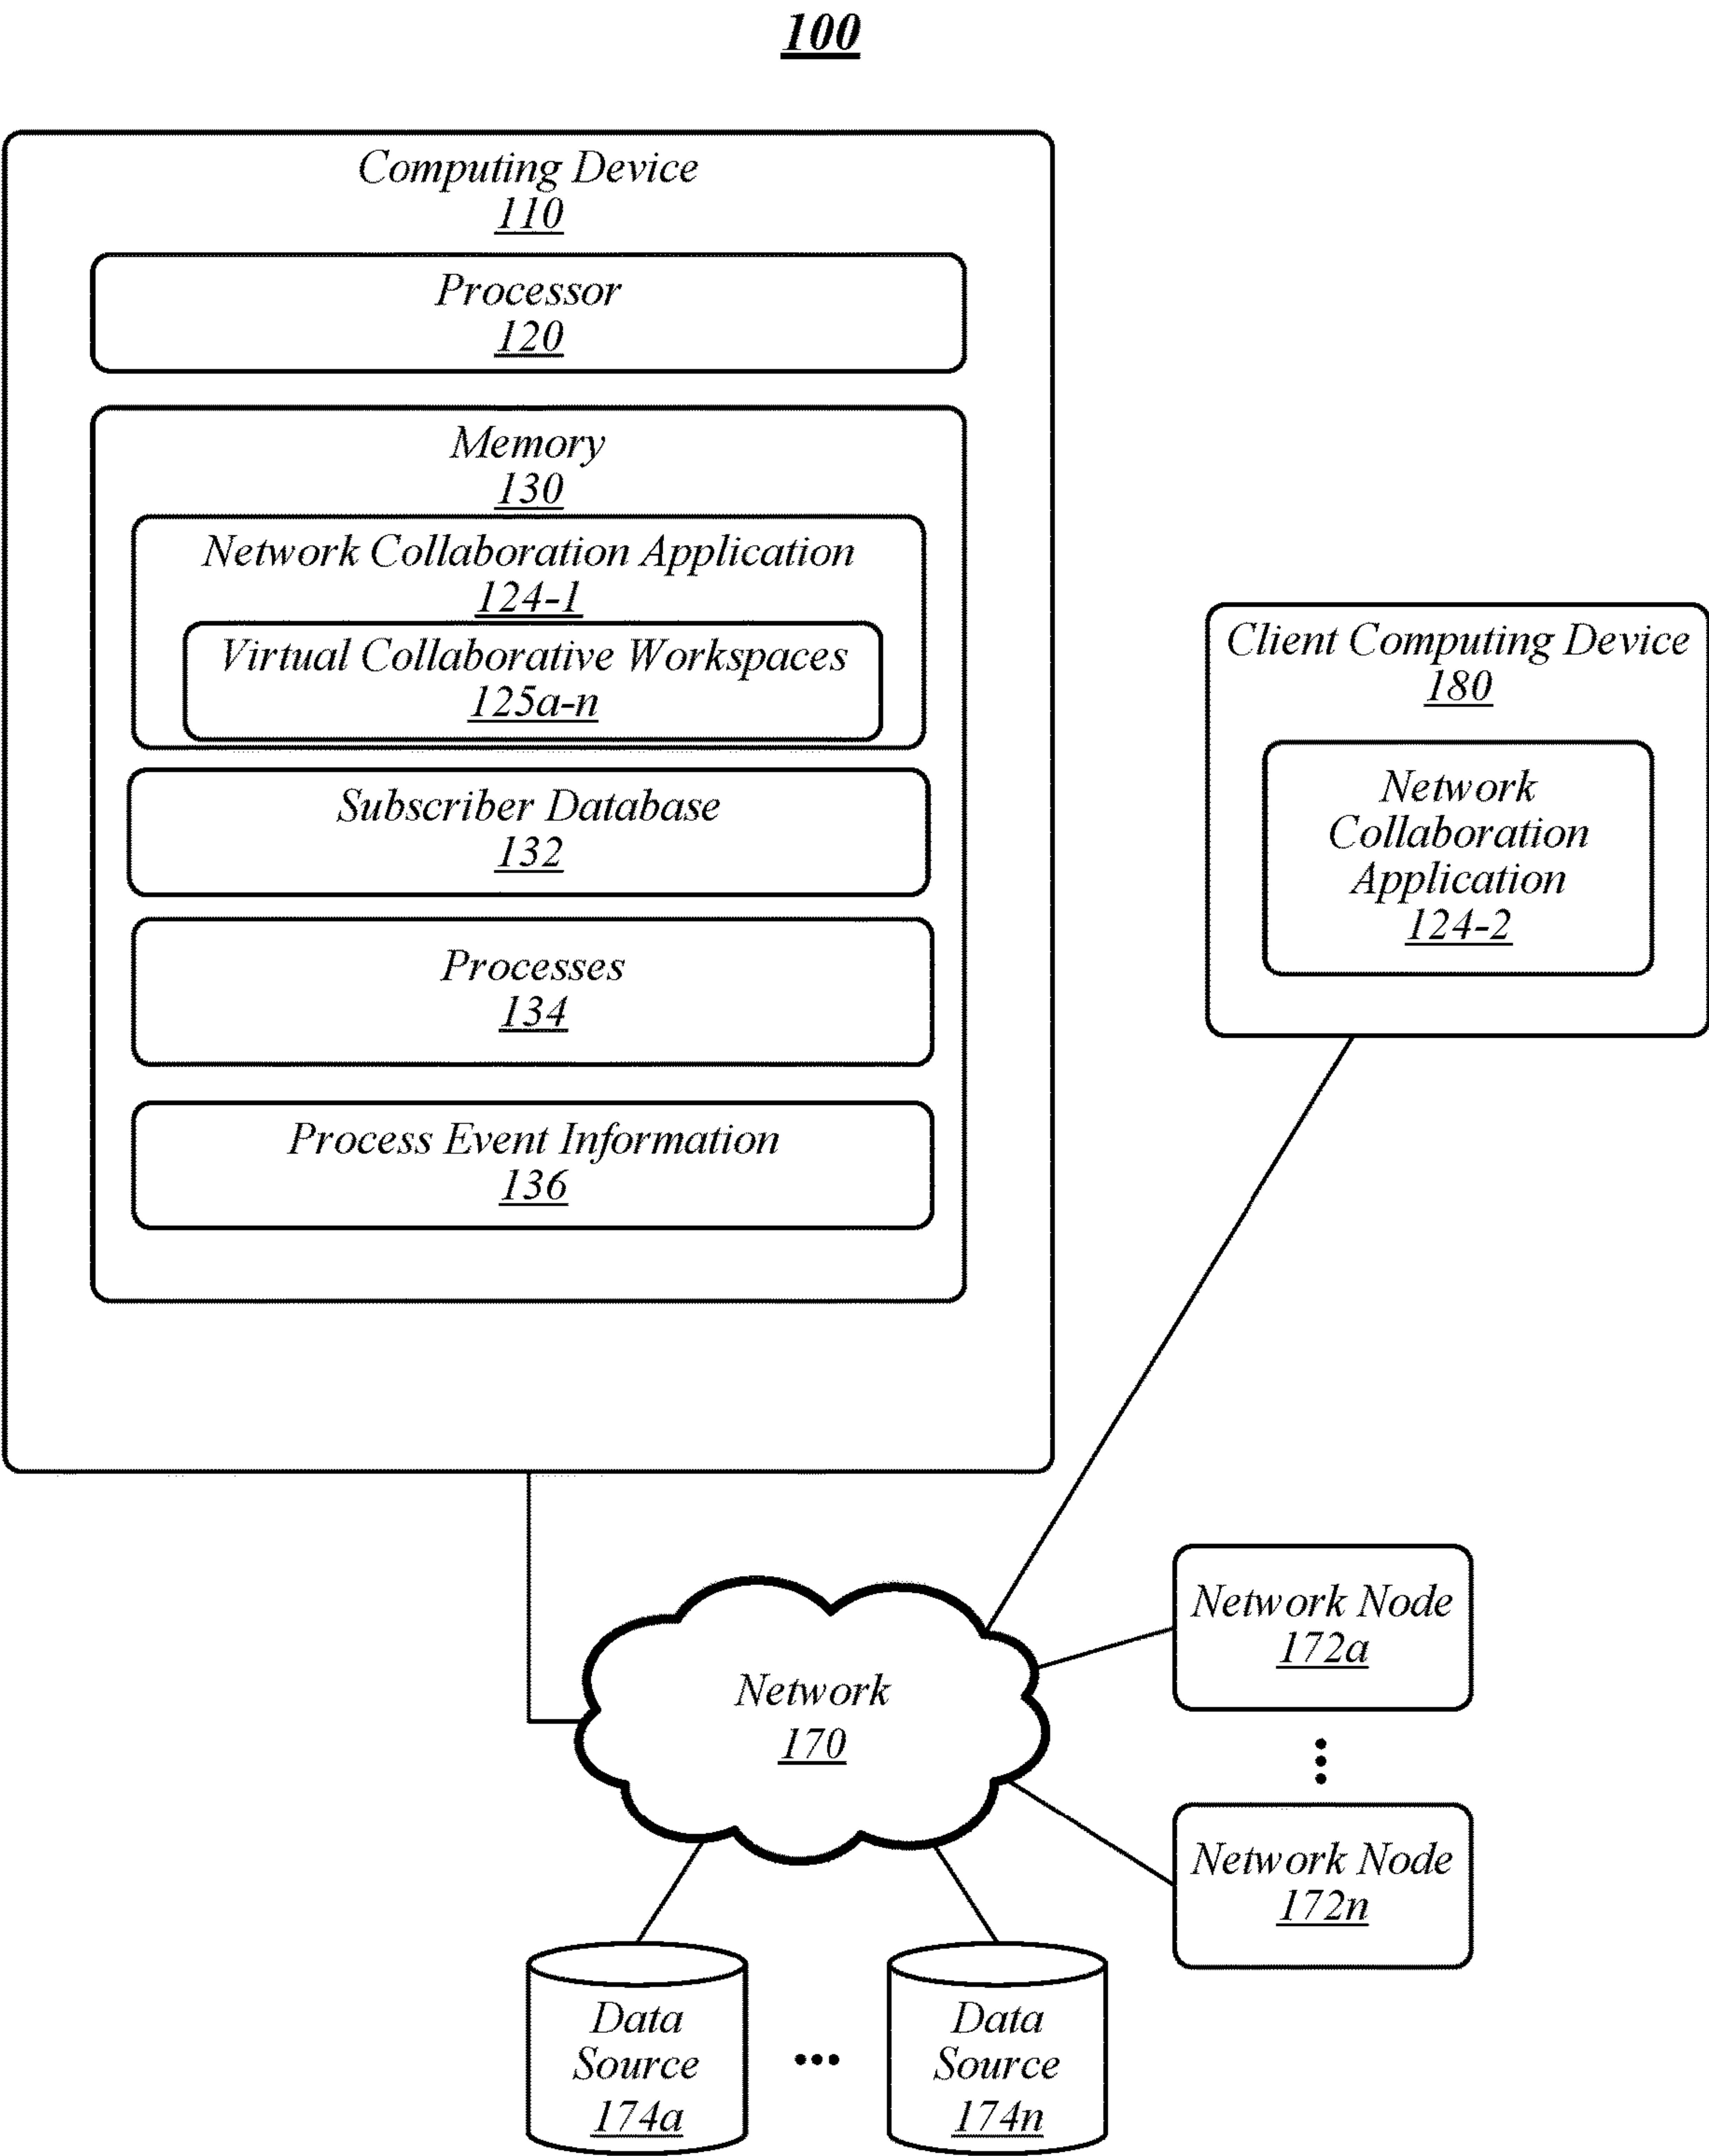 100
Computing Device
110
Processor
120
Memory
130
Network Collaboration Application
124-1
Virtual Collaborative Workspaces
125a-n
Subscriber Database
132
Processes
134
Process Event Information
136
Client Computing Device
180
Network
Collaboration
Application
124-2
Network
170
Network Node
172a
Network Node
172n
Data
Source
174a
Data
Source
174n